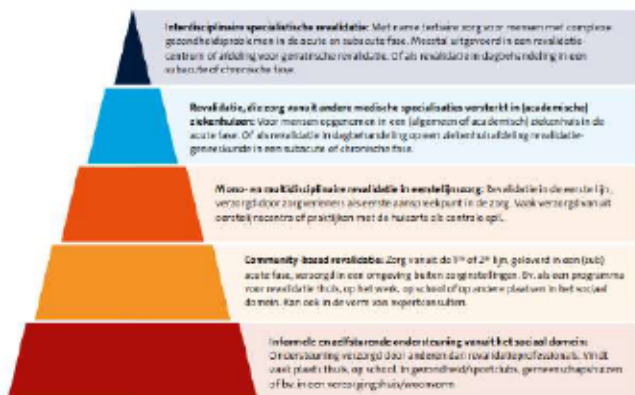 Interdisciplinaire specialistische revalidatie: Met name tertiaire zorg voor mensen met complexe
gezondheidsproblemen in de acute en subacute fase. Meestal uitgevoerd in een revalidatie-
centrum of afdeling voor geriatrische revalidatie. Of als revalidatie in dagbehandeling in een
subacute of chronische fase.
Revalidatie, die zorg vanuit andere medische specialisaties versterkt in (academische)
ziekenhuizen: Voor mensen opgenomen in een (algemeen of academisch) ziekenhuis in de
acute fase. Of als revalidatie in dagbehandeling op een ziekenhuisafdeling revalidatie-
geneeskunde in een subacute of chronische fase.
Mono- en multidisciplinaire revalidatie in eerstelijnszorg: Revalidatie in de eerste lijn,
verzorgd door zorgverleners als eerste aanspreekpunt in de zorg. Vaak verzorgd vanuit
eerstelijnscentra of praktijken met de huisarts als centrale spil.
Community-based revalidatie: Zorg vanuit de 1ste of 2de lijn, geleverd in een (sub)
acute fase, verzorgd in een omgeving buiten zorginstellingen. Bv. als een programma
voor revalidatie thuis, op het werk, op school of op andere plaatsen in het sociaal
domein. Kan ook in de vorm van expertconsulten.
Informele en zelfsturende ondersteuning vanuit het sociaal domein:
Ondersteuning verzorgd door anderen dan revalidatieprofessionals. Vindt
vaak plaats thuis, op school, in gezondheid/sportclubs, gemeenschapshuizen
of bv. in een verzorgingshuis/woonvorm